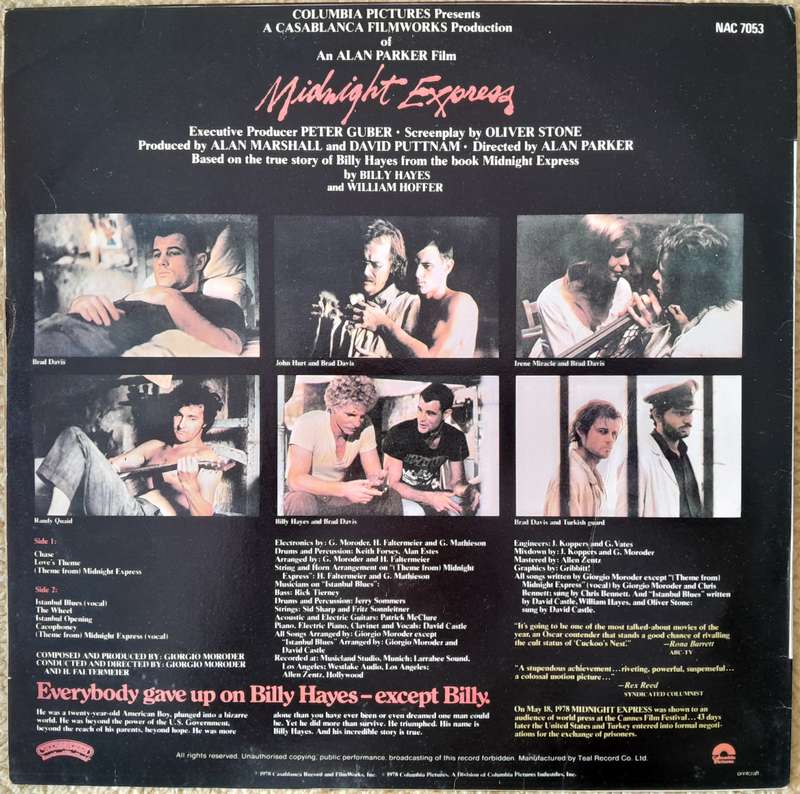 COLUMBIA PICTURES Presents
A CASABLANCA FILMWORKS Production
of
An ALAN PARKER Film
NAC 7053
Midnight Express
Executive Producer PETER GUBER · Screenplay by OLIVER STONE
Produced by ALAN MARSHALL and DAVID PUTTNAM · Directed by ALAN PARKER
Based on the true story of Billy Hayes from the book Midnight Express
by BILLY HAYES
and WILLIAM HOFFER
Brad Davis
John Hurt and Brad Davis
Irene Miracle and Brad Davis
Randy Quaid
Billy Hayes and Brad Davis
Brad Davis and Turkish guard
Side 1:
Chase
Love's Theme
(Theme from) Midnight Express
Side 2:
Istanbul Blues (vocal)
The Wheel
Istanbul Opening
Cacophoney
(Theme from) Midnight Express (vocal)
COMPOSED AND PRODUCED BY: GIORGIO MORODER
CONDUCTED AND DIRECTED BY: GIORGIO MORODER
AND H. FALTERMEIER
Electronics by: G. Moroder, H. Faltermeier and G. Mathieson
Drums and Percussion: Keith Forsey, Alan Estes
Arranged by: G. Moroder and H. Faltermeier
String and Horn Arrangement on "(Theme from) Midnight
Express": H. Faltermeier and G. Mathieson
Musicians on "Istanbul Blues":
Bass: Rick Tierney
Drums and Percussion: Jerry Sommers
Strings: Sid Sharp and Fritz Sonnleitner
Acoustic and Electric Guitars: Patrick McClure
Piano, Electric Piano, Clarinet and Vocals: David Castle
All Songs Arranged by: Giorgio Moroder except
"Istanbul Blues" Arranged by: Giorgio Moroder and
David Castle
Recorded at: Musicland Studio, Munich; Larrabee Sound,
Los Angeles; Westlake Audio, Los Angeles;
Allen Zentz, Hollywood
Engineers: J. Koppers and G. Vates
Mixdown by: J. Koppers and G. Moroder
Mastered by: Allen Zentz
Graphics by: Gribbitt!
All songs written by Giorgio Moroder except "(Theme from)
Midnight Express" (vocal) by Giorgio Moroder and Chris
Bennett; sung by Chris Bennett. And "Istanbul Blues" written
by David Castle, William Hayes, and Oliver Stone;
sung by David Castle.
"It's going to be one of the most talked-about movies of the
year, an Oscar contender that stands a good chance of rivalling
the cult status of 'Cuckoo's Nest.'"
—Rona Barrett
ABC-TV
"A stupendous achievement...riveting, powerful, suspenseful...
a colossal motion picture..."
—Rex Reed
SYNDICATED COLUMNIST
Everybody gave up on Billy Hayes—except Billy.
He was a twenty-year-old American Boy, plunged into a bizarre
world. He was beyond the power of the U.S. Government,
beyond the reach of his parents, beyond hope. He was more
alone than you have ever been or even dreamed one man could
be. Yet he did more than survive. He triumphed. His name is
Billy Hayes. And his incredible story is true.
On May 18, 1978 MIDNIGHT EXPRESS was shown to an
audience of world press at the Cannes Film Festival...43 days
later the United States and Turkey entered into formal negoti-
ations for the exchange of prisoners.
All rights reserved. Unauthorised copying, public performance, broadcasting of this record forbidden. Manufactured by Teal Record Co. Ltd.
© 1978 Casablanca Record and FilmWorks, Inc. © 1978 Columbia Pictures, A Division of Columbia Pictures Industries, Inc.
Columbia
Pictures